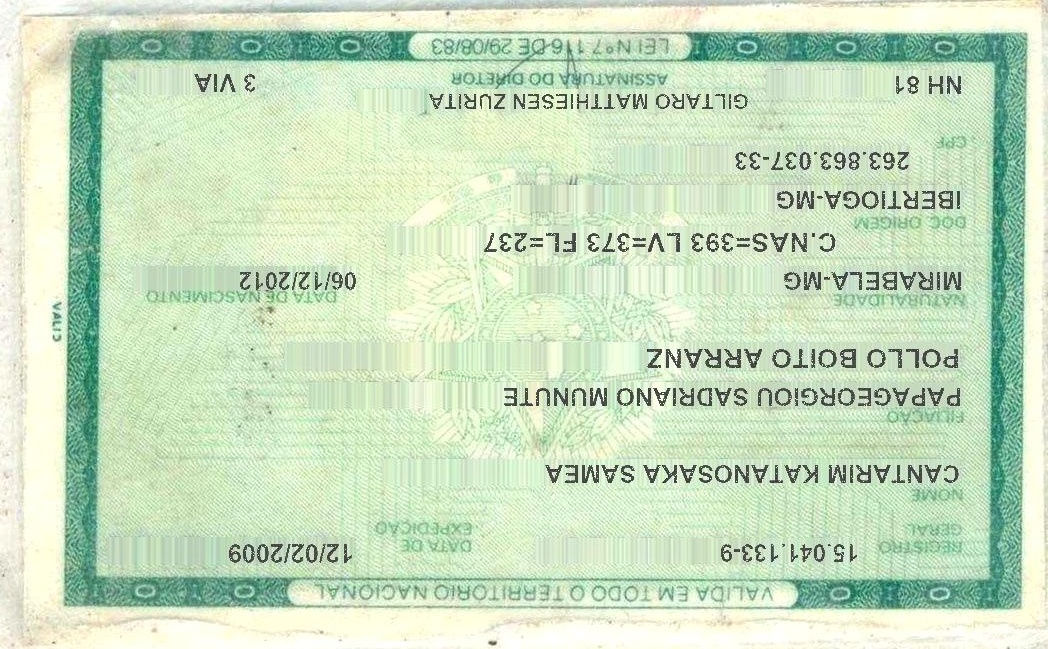 VALIDA EM TODO O TERRITORIO NACIONAL
REGISTRO GERAL 15.041.133-9 DATA DE EXPEDIÇÃO 12/02/2009
NOME
CANTARIM KATANOSAKA SAMEA
FILIAÇÃO
PAPAGEORGIOU SADRIANO MUNUTE
POLLO BOITO ARRANZ
NATURALIDADE DATA DE NASCIMENTO
MIRABELA-MG 06/12/2012
C.NAS=393 LV=373 FL=237
DOC ORIGEM
IBERTIOGA-MG
263.863.037-33
CPF
GILTARO MATTHIESEN ZURITA
NH 81 ASSINATURA DO DIRETOR 3 VIA
LEI Nº 7.116 DE 29/08/83
VALID